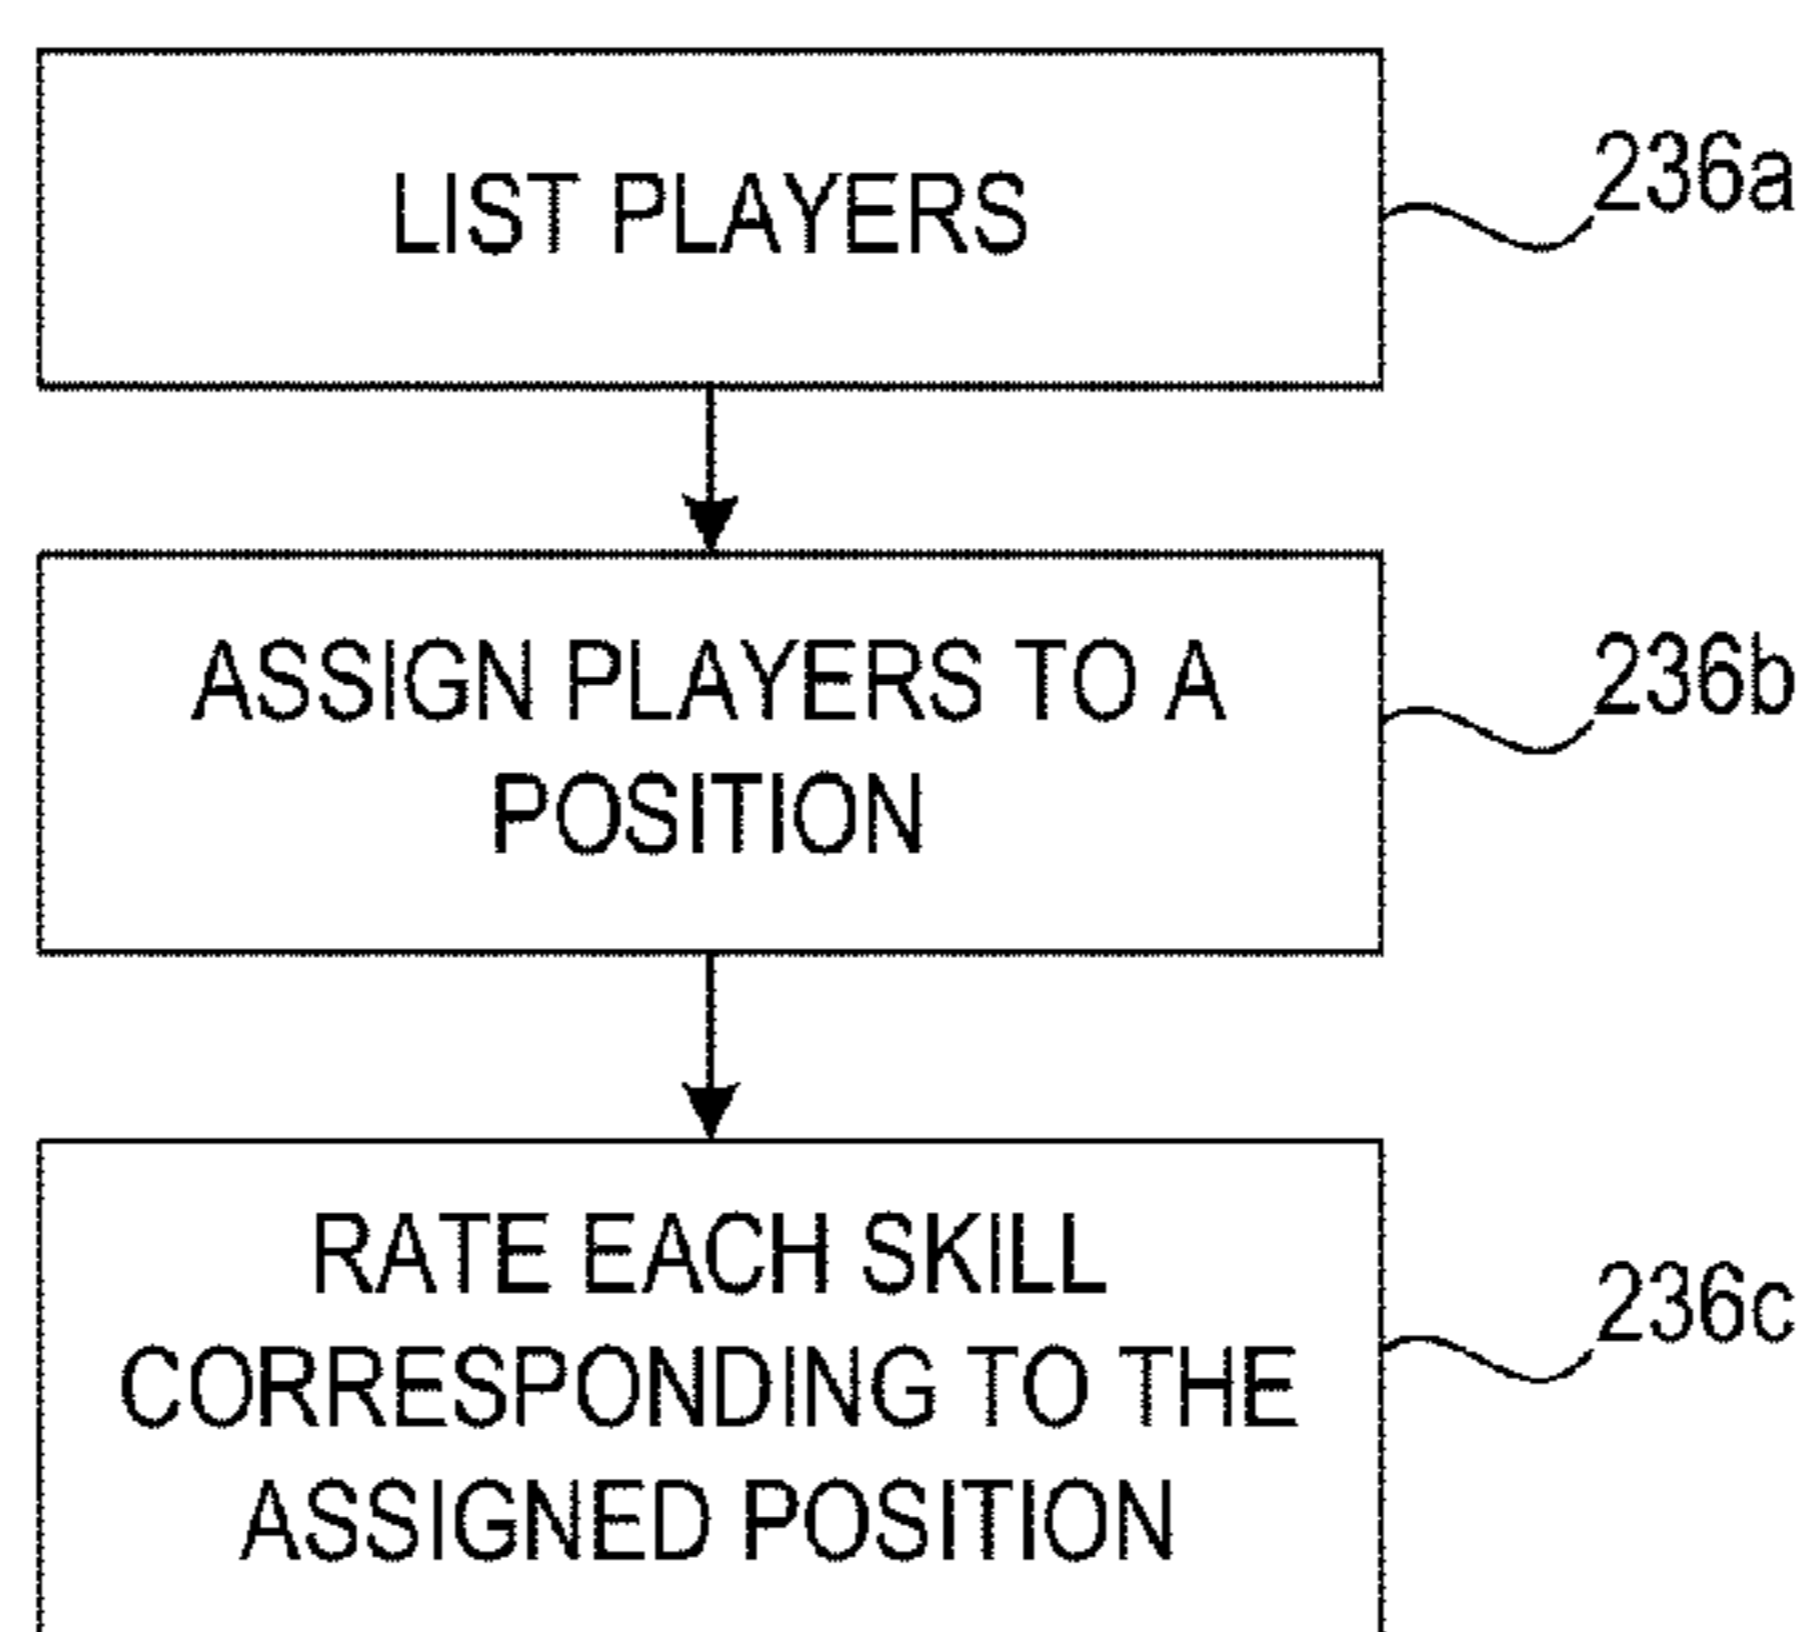 LIST PLAYERS
236a
ASSIGN PLAYERS TO A
POSITION
236b
RATE EACH SKILL
CORRESPONDING TO THE
ASSIGNED POSITION
236c